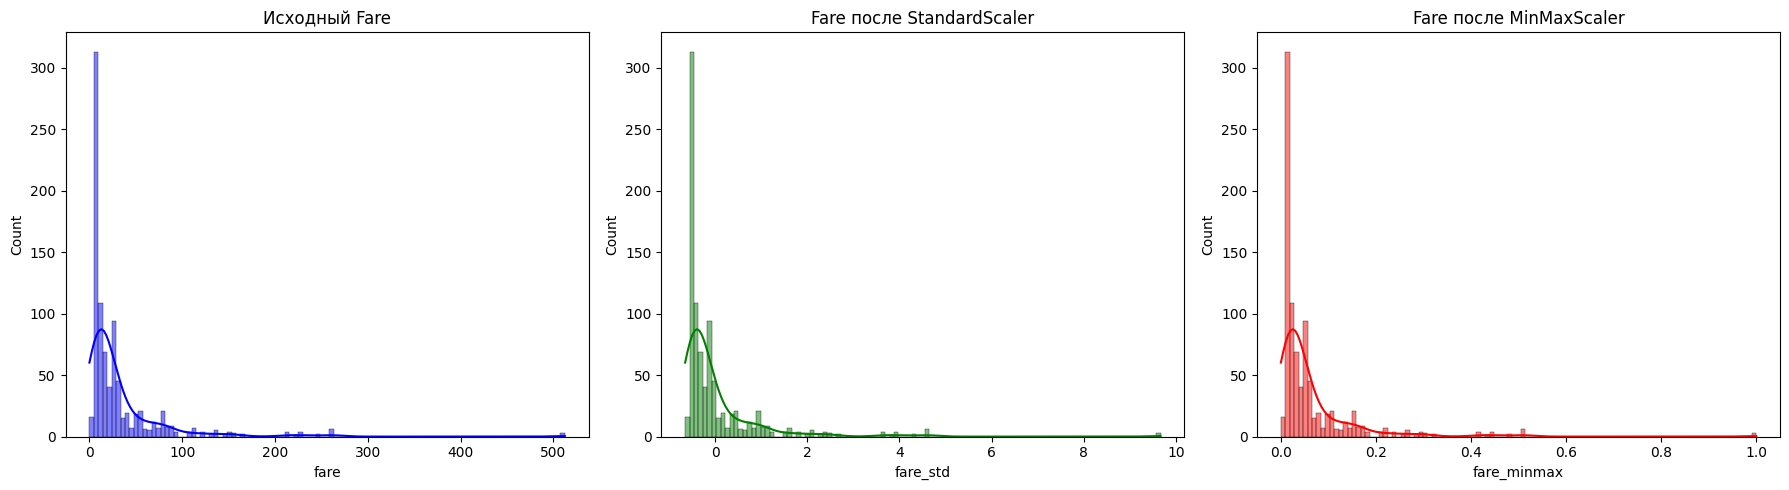 Исходный Fare
Count
300
250
200
150
100
50
0
0 100 200 300 400 500
fare
Fare после StandardScaler
Count
300
250
200
150
100
50
0
0 2 4 6 8 10
fare_std
Fare после MinMaxScaler
Count
300
250
200
150
100
50
0
0.0 0.2 0.4 0.6 0.8 1.0
fare_minmax